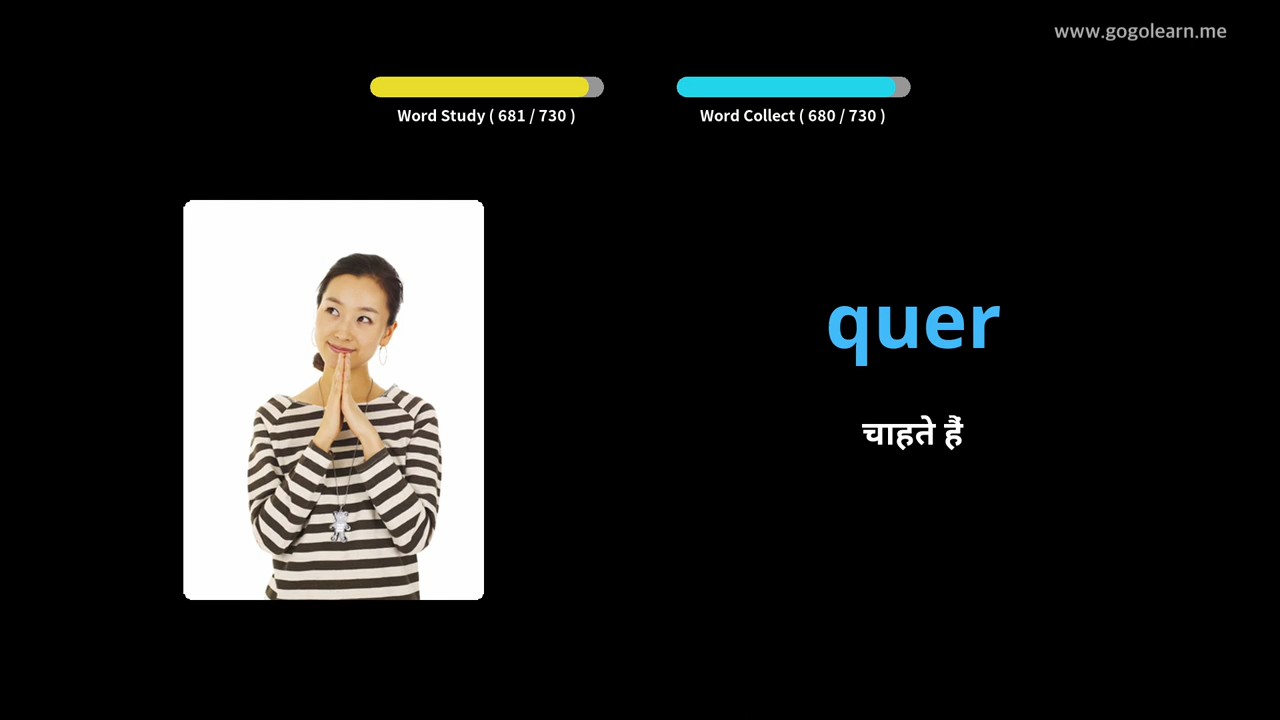 www.gogolearn.me
Word Study ( 681 / 730 )
Word Collect ( 680 / 730 )
quer
चाहते हैं